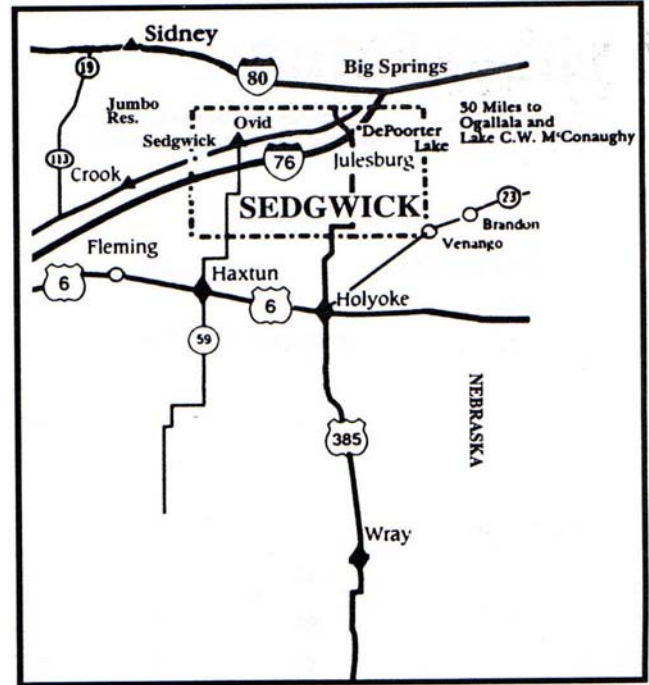 Sidney
19
80
Big Springs
Jumbo
Res.
Ovid
30 Miles to
Ogallala and
Lake C.W. M'Conaughy
Sedgwick
DePoorter
Lake
113
76
Julesburg
Crook
SEDGWICK
23
Brandon
Venango
Fleming
6
Haxtun
6
Holyoke
59
NEBRASKA
385
Wray